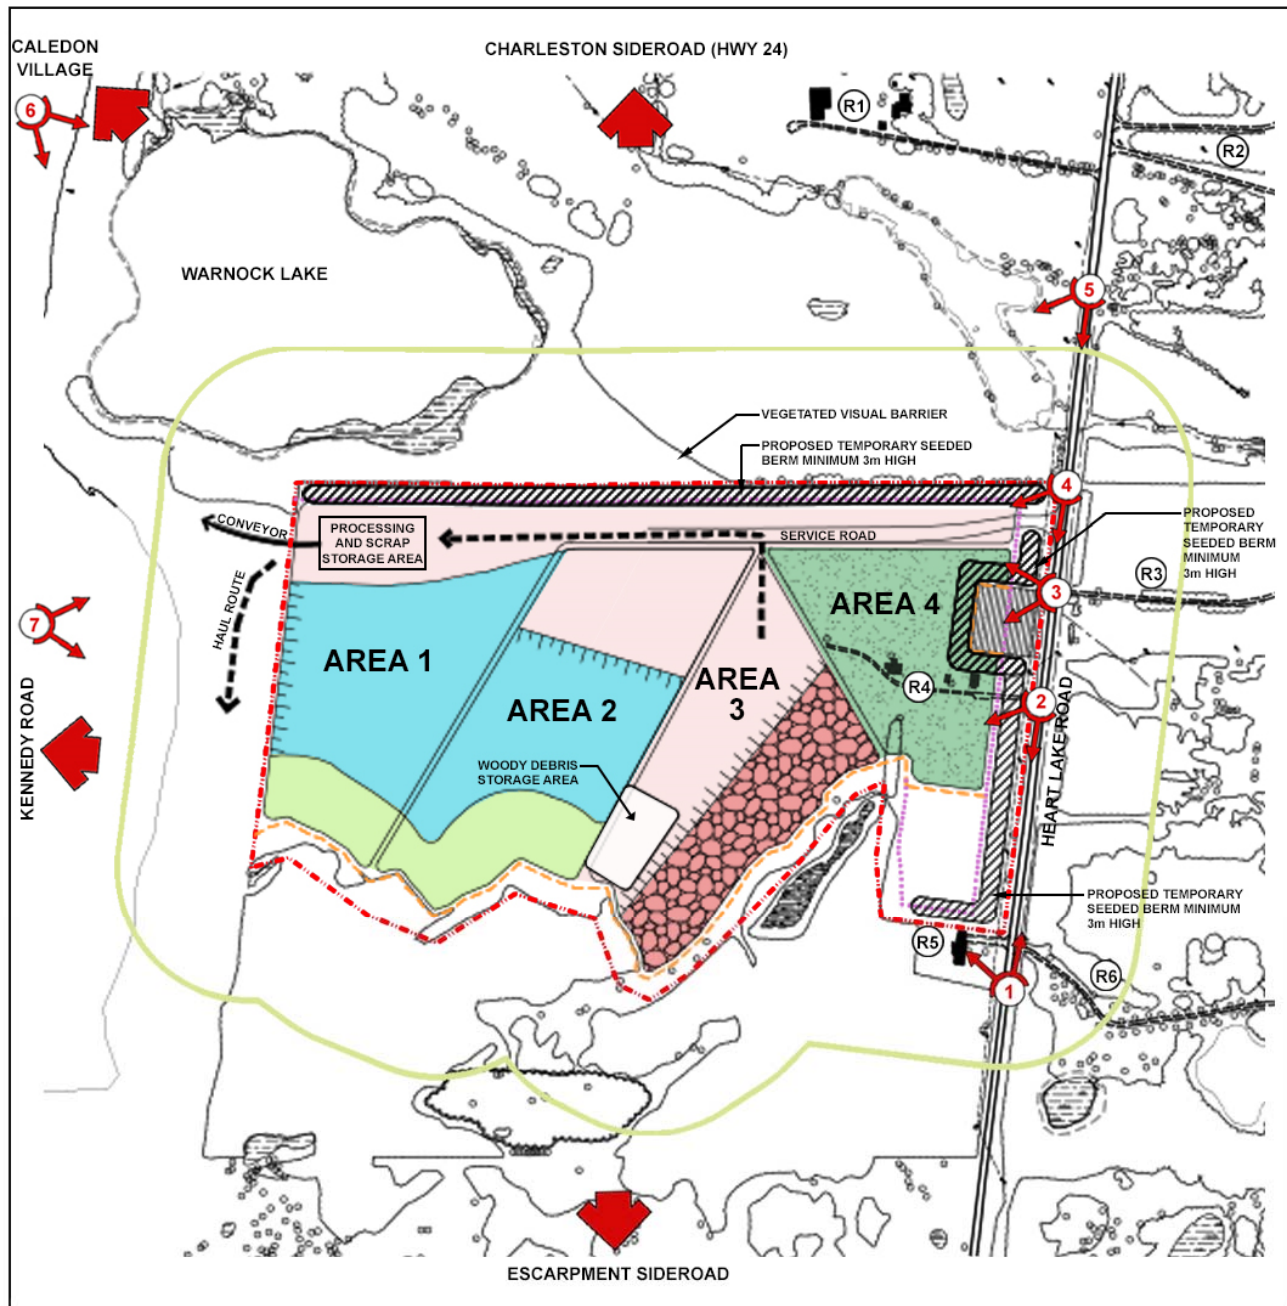 CALEDON
VILLAGE
CHARLESTON SIDEROAD (HWY 24)
6
R1
R2
WARNOCK LAKE
5
VEGETATED VISUAL BARRIER
PROPOSED TEMPORARY SEEDED
BERM MINIMUM 3m HIGH
4
CONVEYOR
PROCESSING
AND SCRAP
STORAGE AREA
SERVICE ROAD
PROPOSED
TEMPORARY
SEEDED BERM
MINIMUM
3m HIGH
HAUL ROUTE
R3
3
AREA 4
7
AREA 1
AREA
3
R4
AREA 2
2
KENNEDY ROAD
HEART LAKE ROAD
WOODY DEBRIS
STORAGE AREA
PROPOSED TEMPORARY
SEEDED BERM MINIMUM
3m HIGH
R5
R6
1
ESCARPMENT SIDEROAD